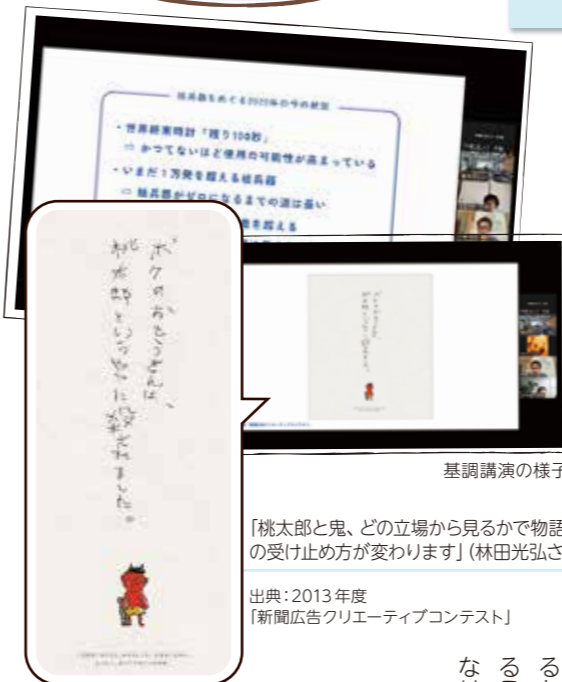 核兵器をめぐる2020年の今の状況
・世界終末時計「残り100秒」
⇨ かつてないほど使用の可能性が高まっている
・いまだ1万発を超える核兵器
⇨ 核兵器がゼロになるまでの道は長い
を超える
ボクのおとうさんは、
桃太郎というやつに殺されました。
基調講演の様子
「桃太郎と鬼、どの立場から見るかで物語
の受け止め方が変わります」(林田光弘さ
出典:2013年度
「新聞広告クリエーティブコンテスト」